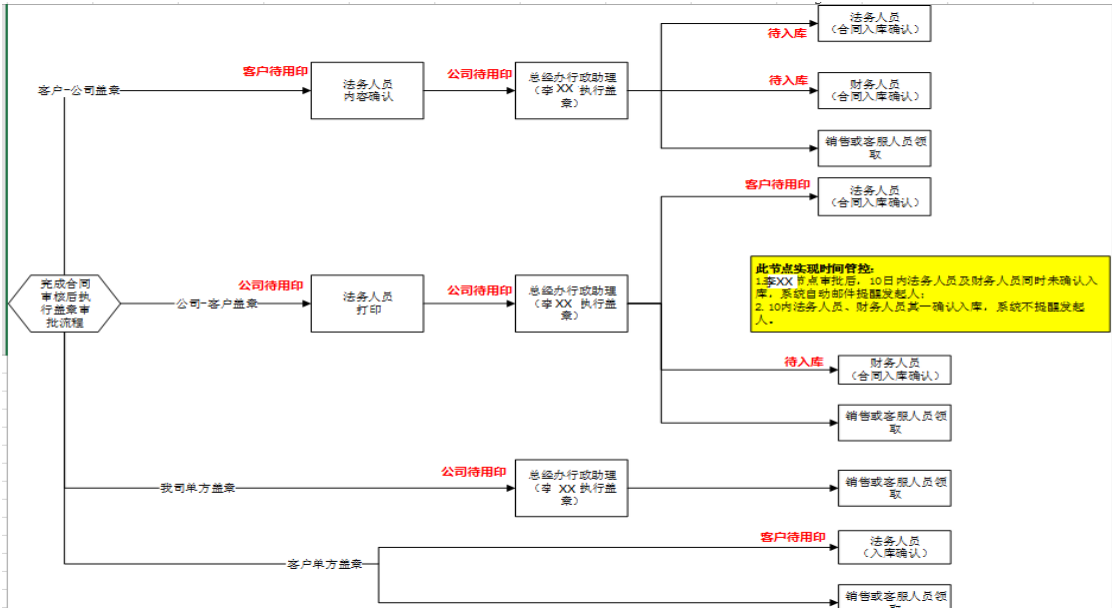 法务人员
（合同入库确认）
待入库
客户待用印
公司待用印
总经办行政助理
（李 XX 执行盖
章）
法务人员
内容确认
待入库
财务人员
（合同入库确认）
客户-公司盖章
销售或客服人员领
取
客户待用印
法务人员
（合同入库确认）
完成合同
审核后执
行盖章审
批流程
公司-客户盖章
公司待用印
法务人员
打印
公司待用印
总经办行政助理
（李 XX 执行盖
章）
此节点实现时间管控：
1.李XX 节点审批后，10日内法务人员及财务人员同时未确认入
库，系统自动邮件提醒发起人；
2. 10内法务人员、财务人员其一确认入库，系统不提醒发起
人。
待入库
财务人员
（合同入库确认）
销售或客服人员领
取
我司单方盖章
公司待用印
总经办行政助理
（李 XX 执行盖
章）
销售或客服人员领
取
客户单方盖章
客户待用印
法务人员
（入库确认）
销售或客服人员领